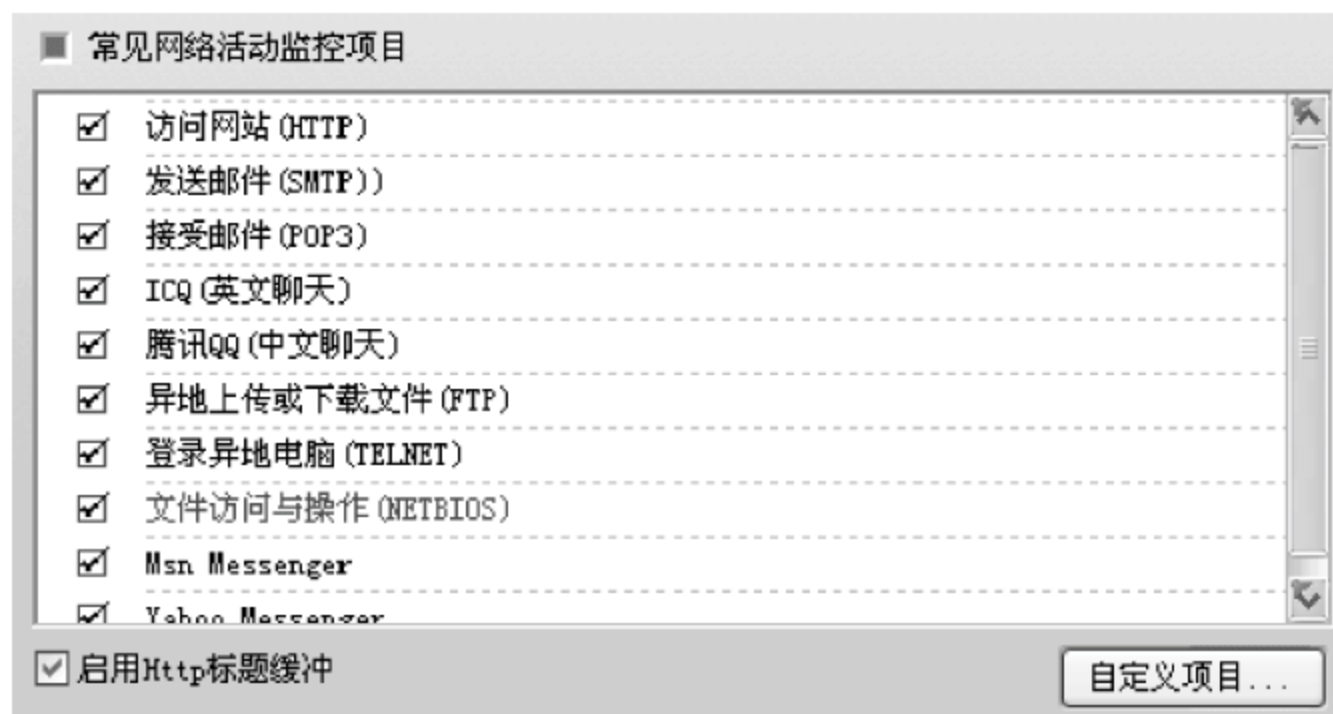 常见网络活动监控项目
访问网站(HTTP)
发送邮件(SMTP))
接受邮件(POP3)
ICQ(英文聊天)
腾讯QQ(中文聊天)
异地上传或下载文件(FTP)
登录异地电脑(TELNET)
文件访问与操作(NETBIOS)
Msn Messenger
Yahoo Messenger
启用Http标题缓冲
自定义项目...